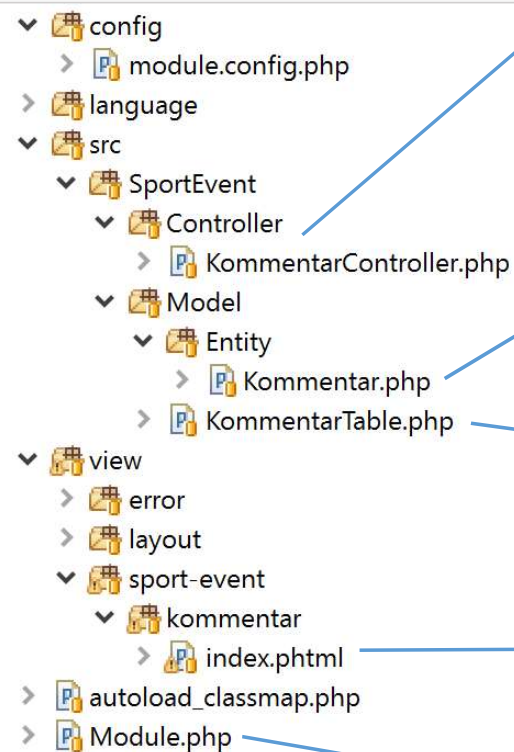 config
module.config.php
language
src
SportEvent
Controller
KommentarController.php
Model
Entity
Kommentar.php
KommentarTable.php
view
error
layout
sport-event
kommentar
index.phtml
autoload_classmap.php
Module.php